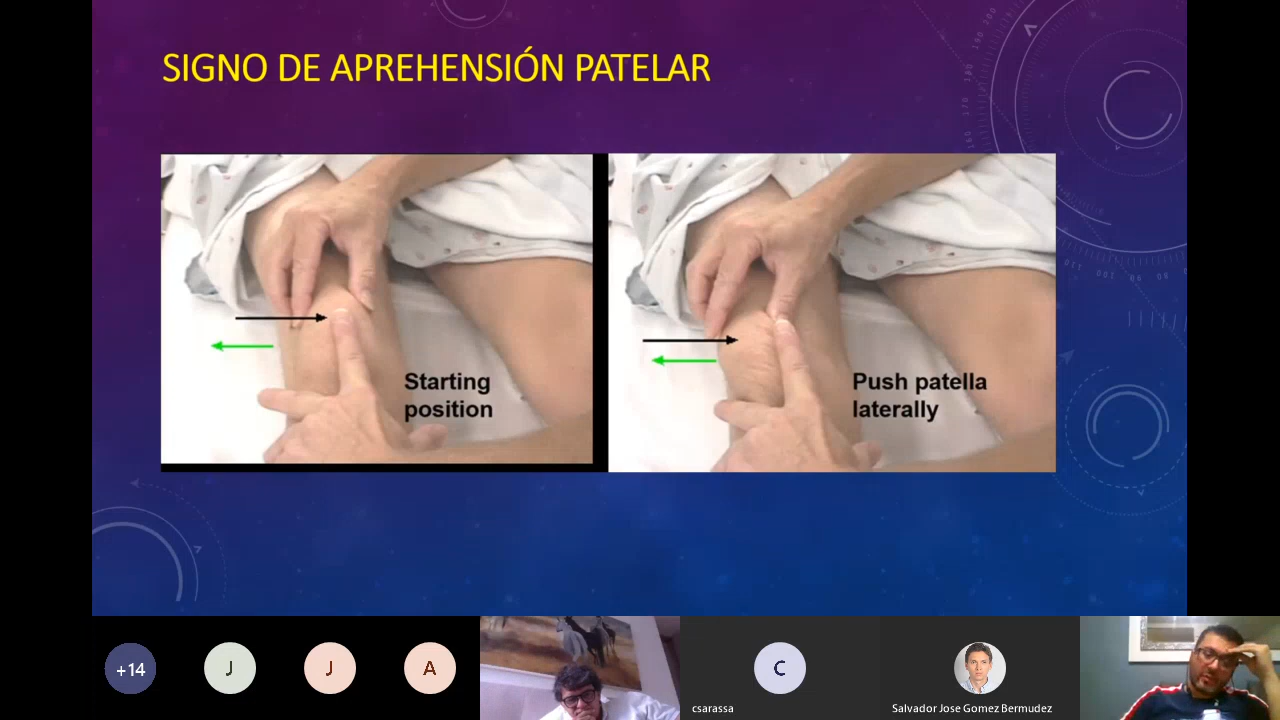 SIGNO DE APREHENSIÓN PATELAR
Starting
position
Push patella
laterally
+14
J
J
A
C
csarassa
Salvador Jose Gomez Bermudez